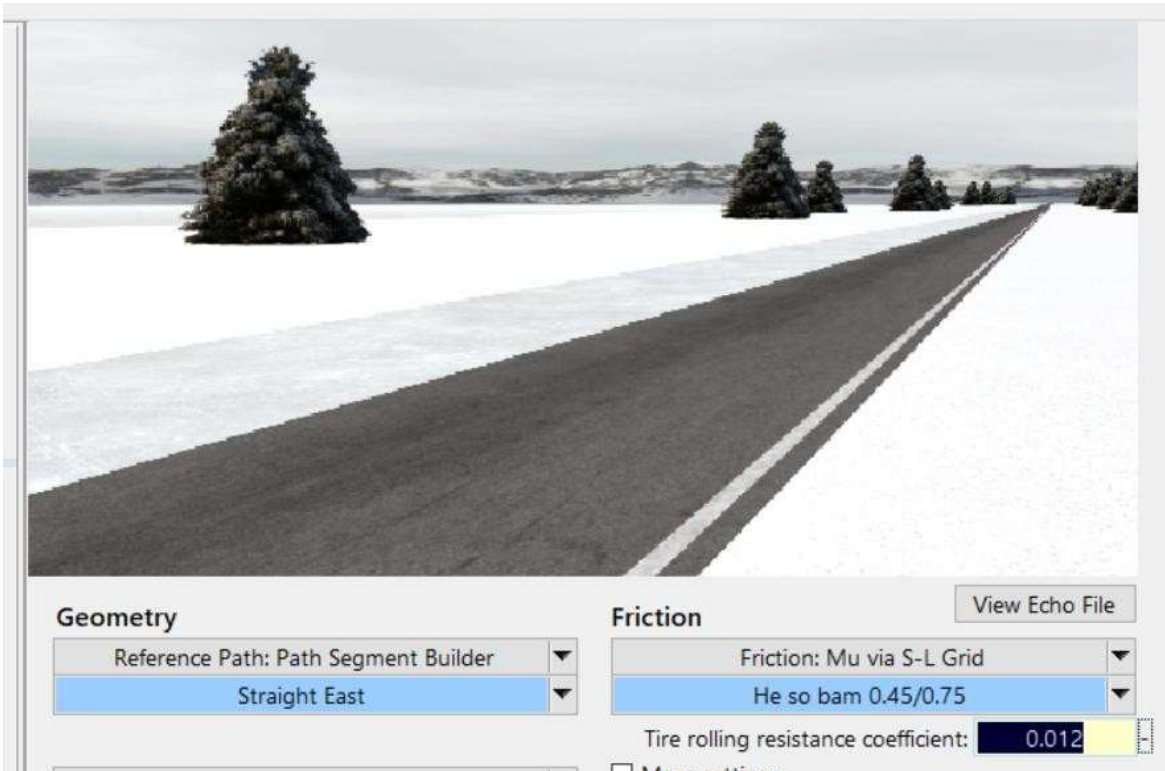 View Echo File
Geometry
Friction
Reference Path: Path Segment Builder
Friction: Mu via S-L Grid
Straight East
He so bam 0.45/0.75
Tire rolling resistance coefficient: 0.012